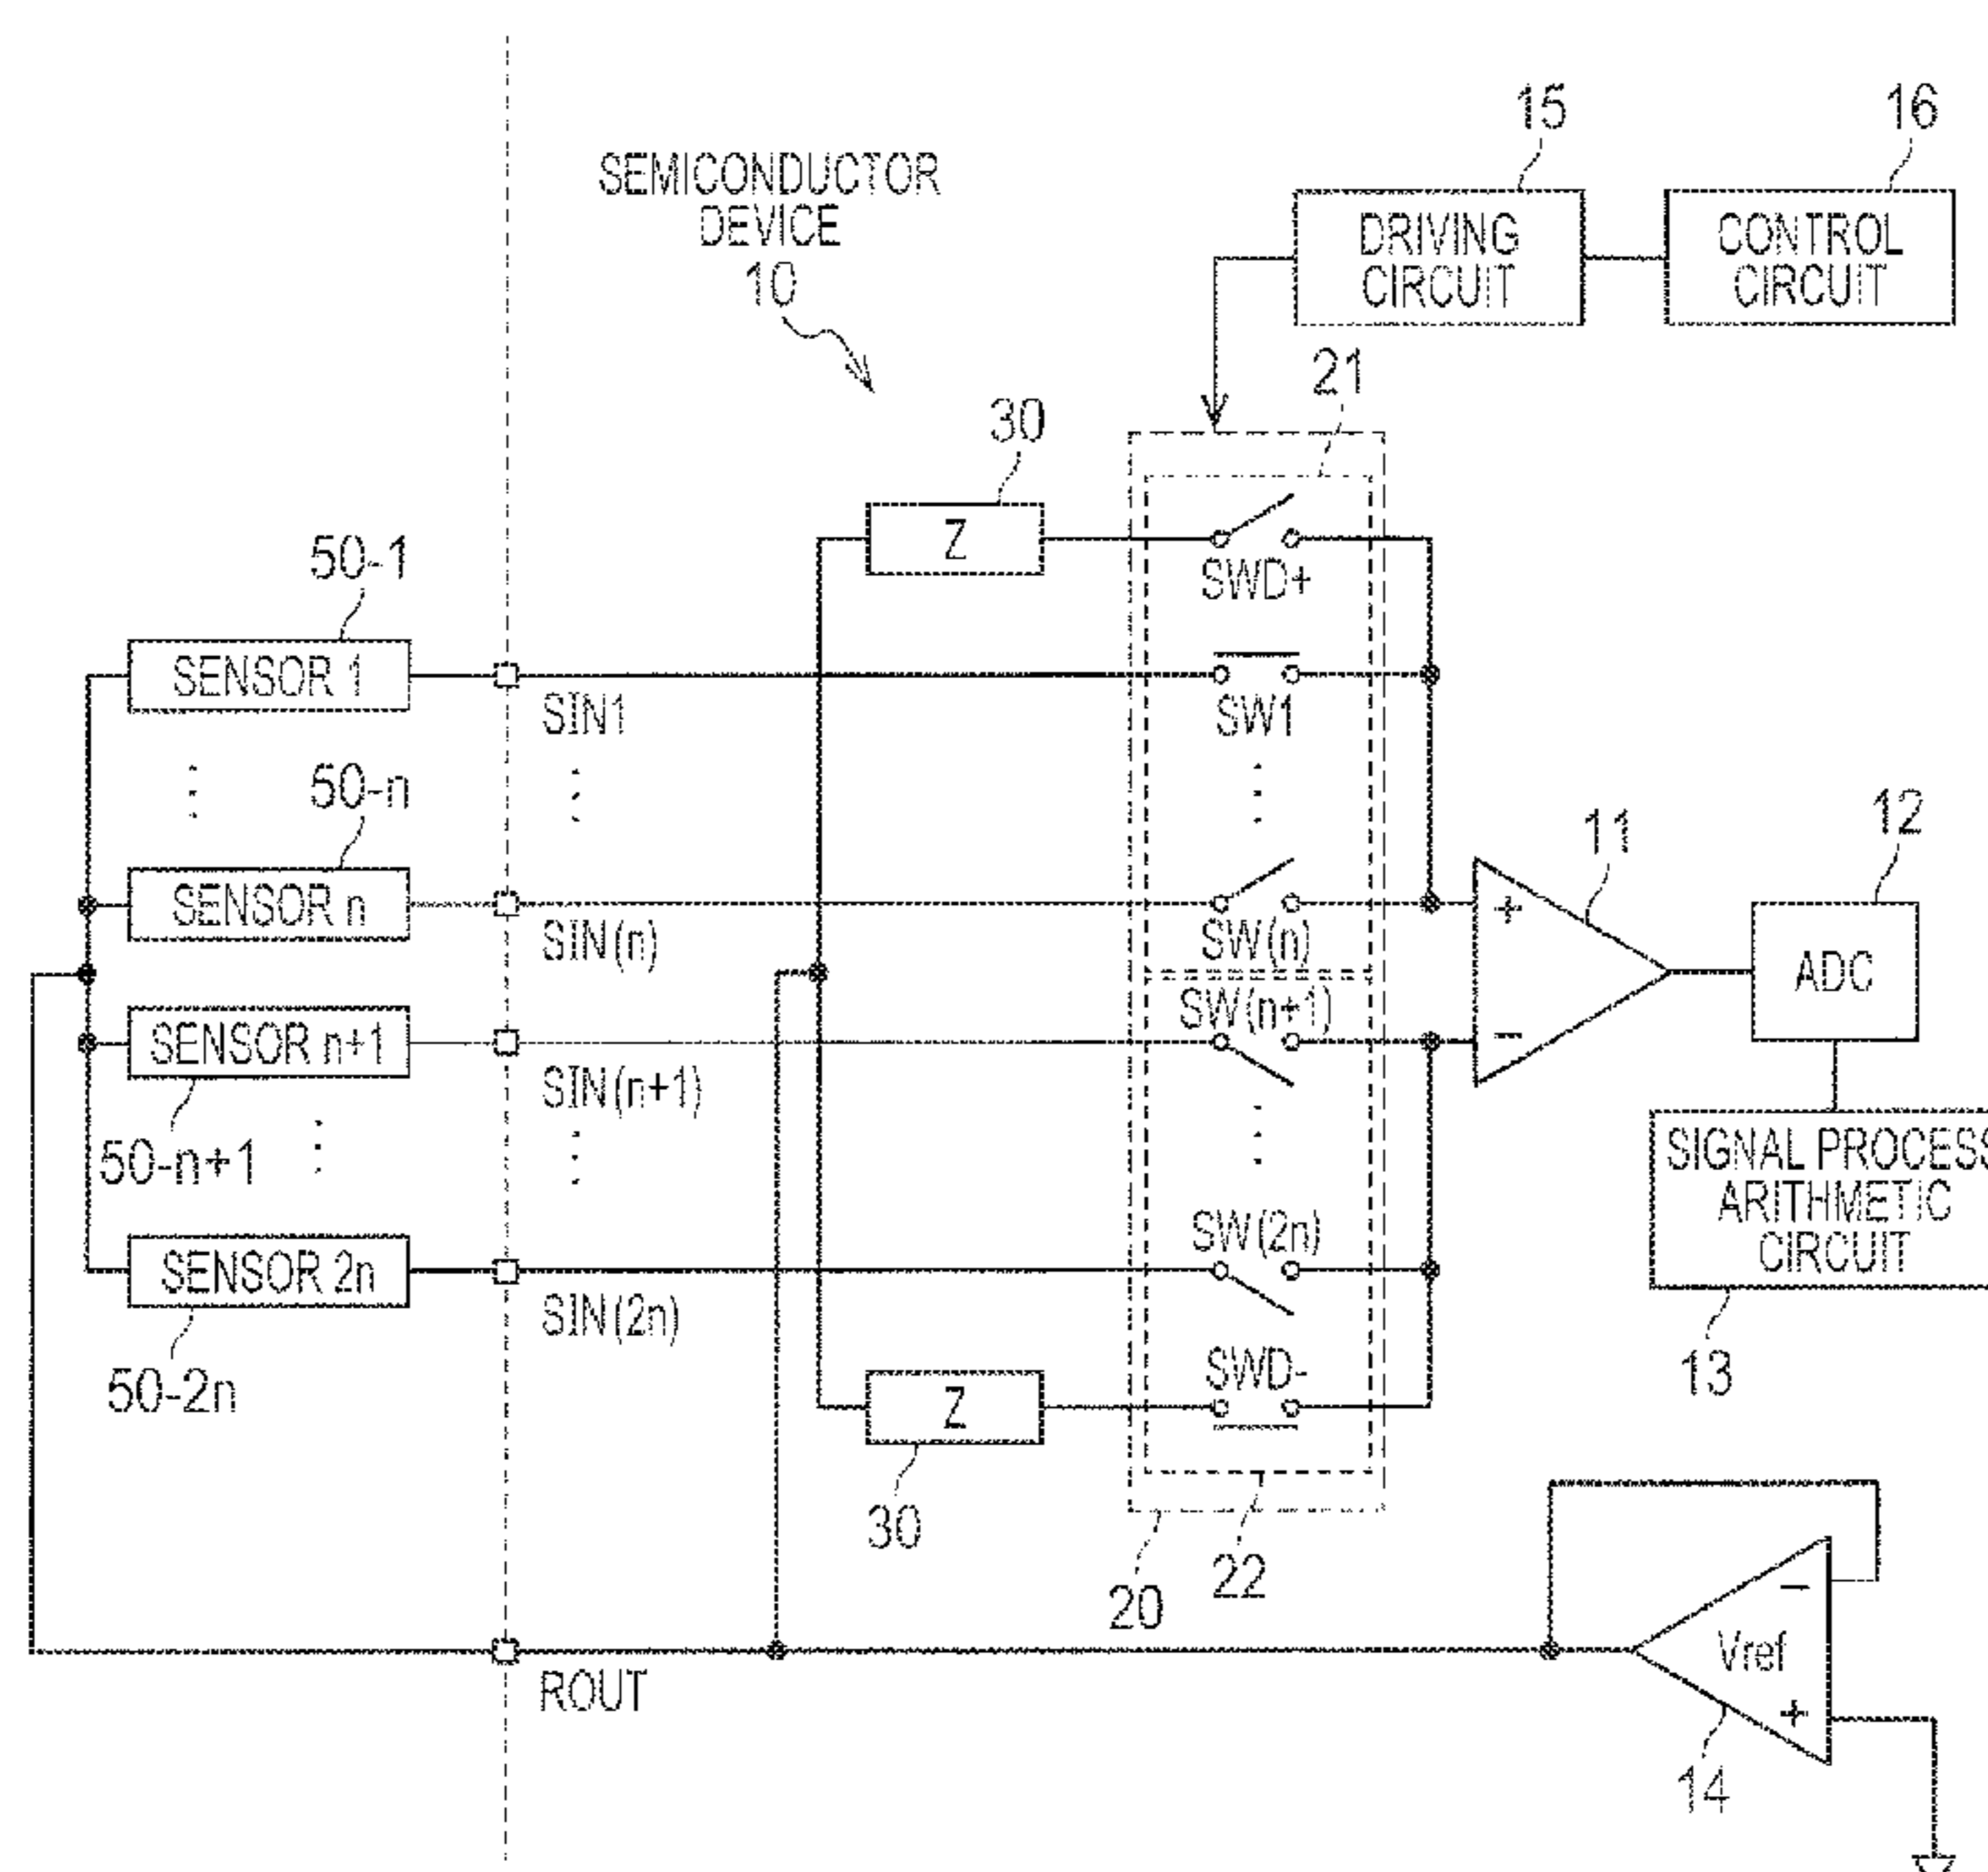 15
16
SEMICONDUCTOR
DEVICE
10
DRIVING
CIRCUIT
CONTROL
CIRCUIT
21
30
Z
SWD+
50-1
SENSOR 1
SIN1
SW1
50-n
SENSOR n
SIN(n)
SW(n)
11
12
+
−
ADC
SW(n+1)
SENSOR n+1
SIN(n+1)
50-n+1
SIGNAL PROCESS
ARITHMETIC
CIRCUIT
13
SW(2n)
SENSOR 2n
SIN(2n)
50-2n
SWD-
Z
30
22
20
ROUT
−
Vref
+
14